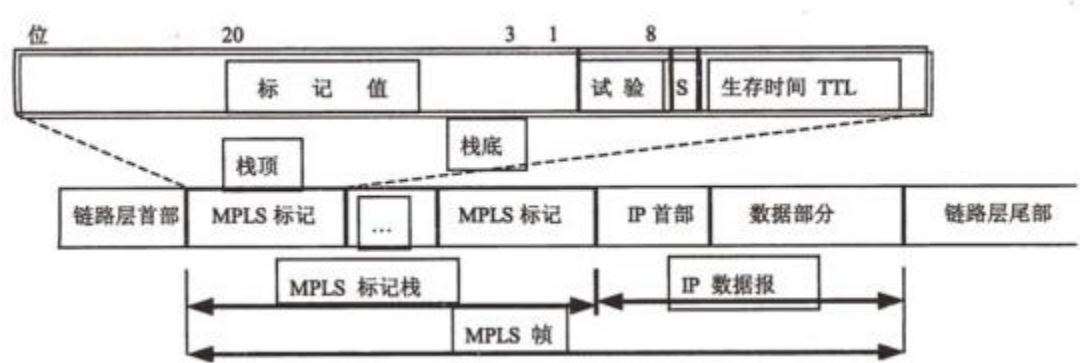 位 20 3 1 8
标 记 值 试 验 S 生存时间 TTL
栈顶 栈底
链路层首部 MPLS 标记 … MPLS 标记 IP 首部 数据部分 链路层尾部
MPLS 标记栈 IP 数据报
MPLS 帧